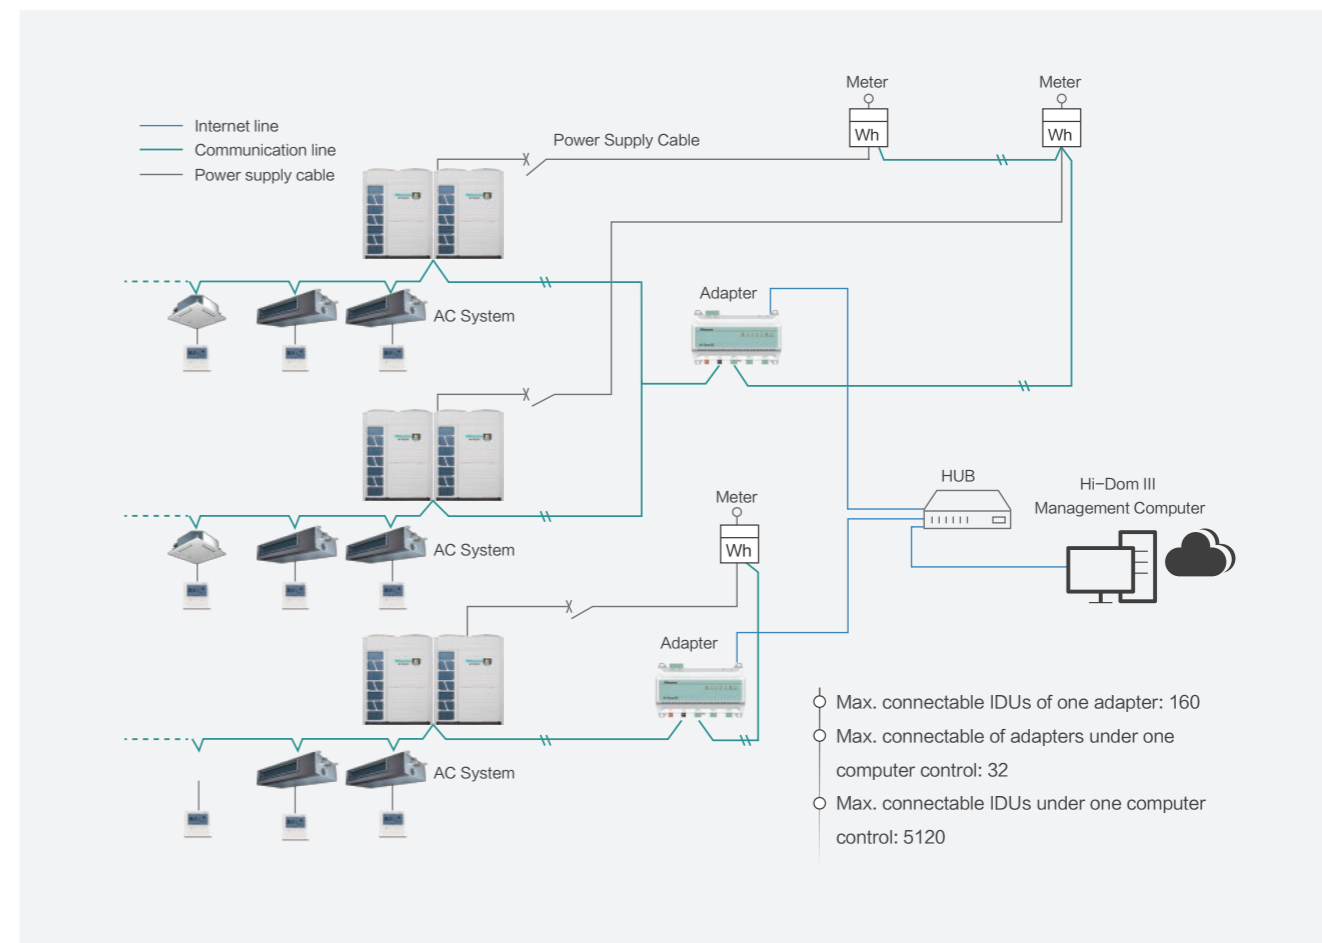 Meter
Meter
Internet line
Communication line
Power supply cable
Power Supply Cable
Wh
Wh
Adapter
AC System
HUB
Hi-Dom III
Management Computer
Meter
Wh
AC System
Adapter
AC System
Max. connectable IDUs of one adapter: 160
Max. connectable of adapters under one
computer control: 32
Max. connectable IDUs under one computer
control: 5120